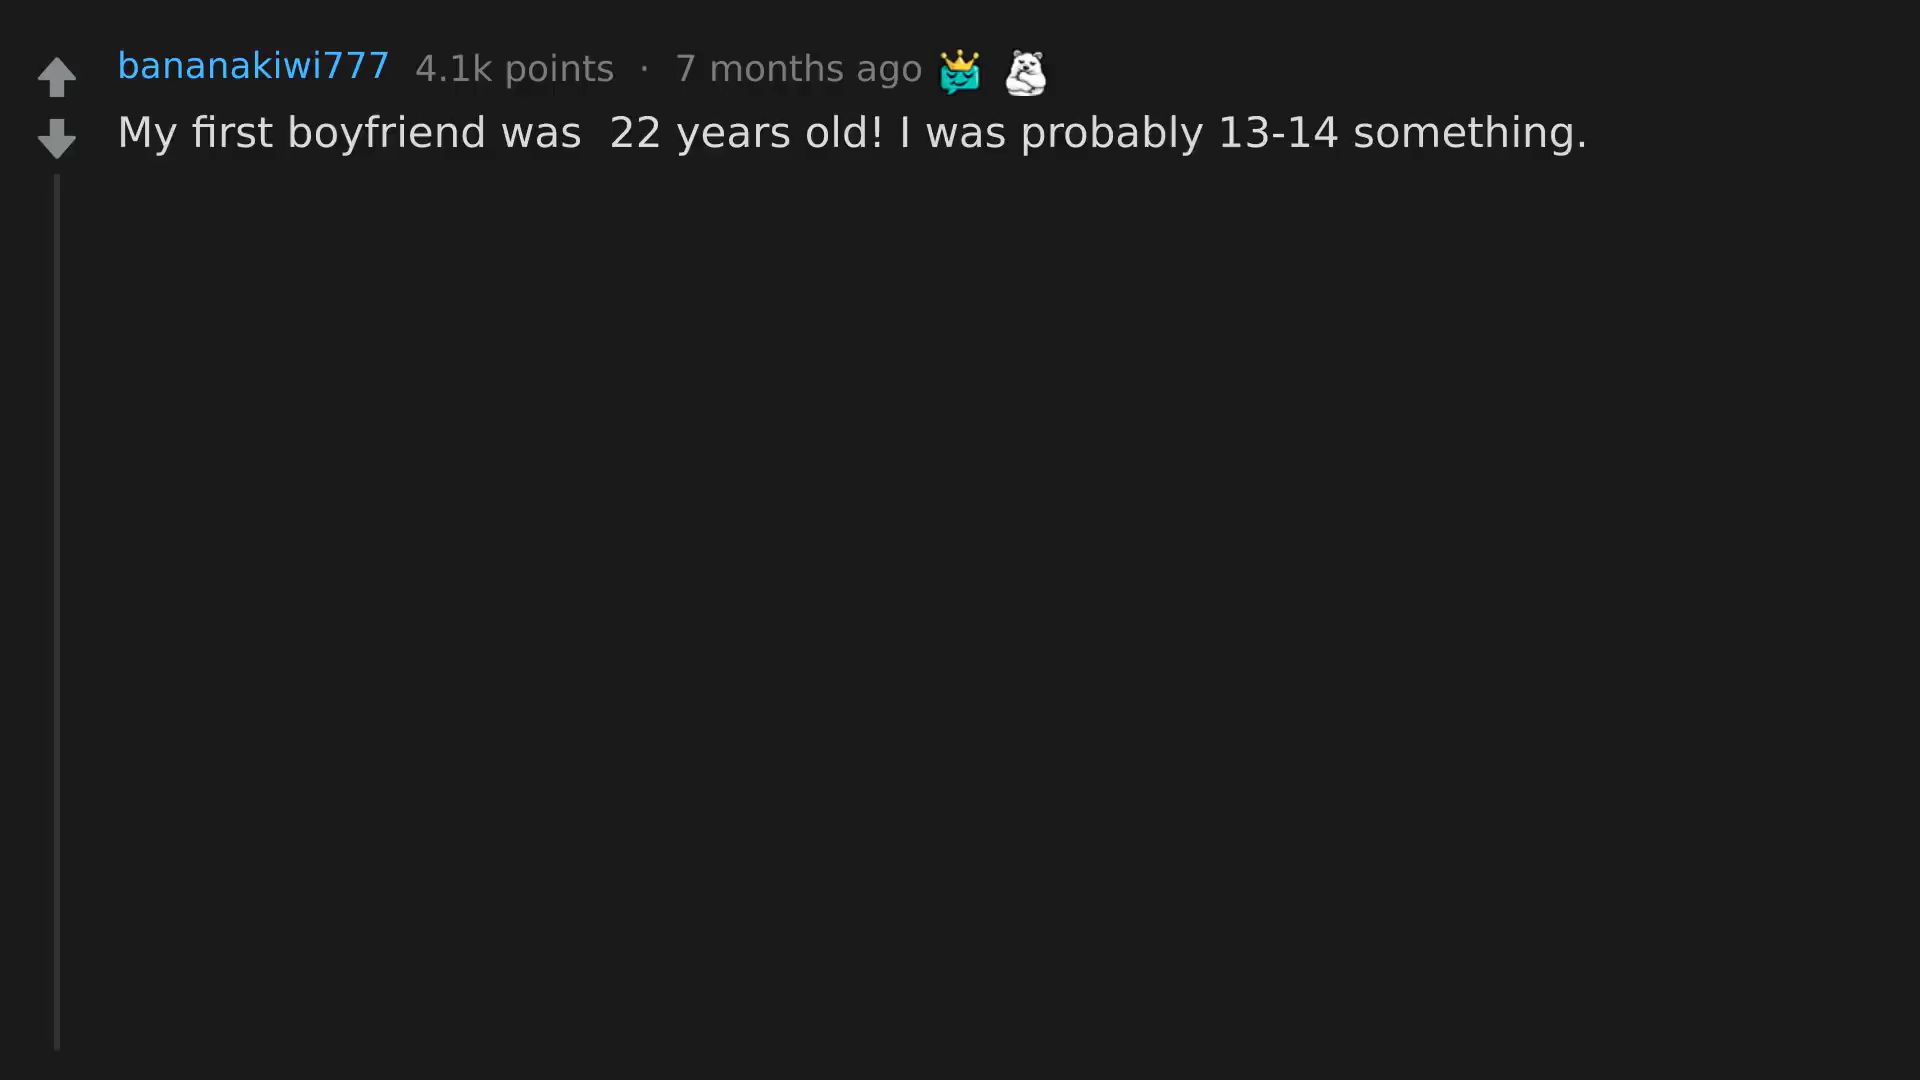 bananakiwi777 4.1k points · 7 months ago
My first boyfriend was  22 years old! I was probably 13-14 something.